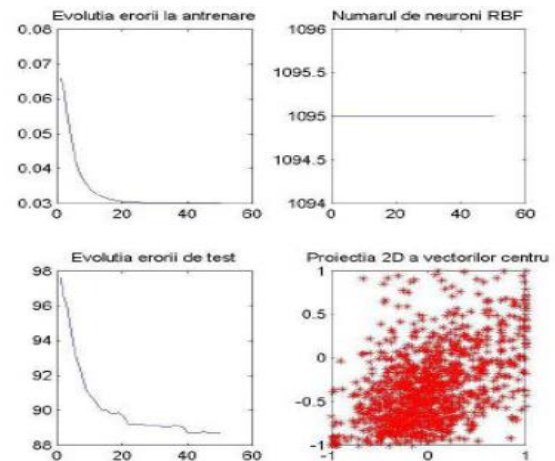 Evolutia erorii la antrenare
0.08
0.07
0.06
0.05
0.04
0.03
0 20 40 60
Numarul de neuroni RBF
1096
1095.5
1095
1094.5
1094
0 20 40 60
Evolutia erorii de test
98
96
94
92
90
88
0 20 40 60
Proiectia 2D a vectorilor centru
1
0.5
0
-0.5
-1
-1 0 1